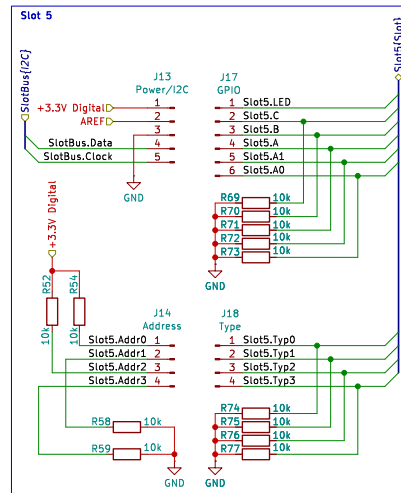 Slot 5
SlotBus{I2C}
Slot5{Slot}
J13
Power/I2C
+3.3V Digital 1
AREF 2
3
SlotBus.Data 4
SlotBus.Clock 5
GND
J17
GPIO
1 Slot5.LED
2 Slot5.C
3 Slot5.B
4 Slot5.A
5 Slot5.A1
6 Slot5.A0
R69 10k
R70 10k
R71 10k
R72 10k
R73 10k
GND
+3.3V Digital
R52 10k
R54 10k
J14
Address
Slot5.Addr0 1
Slot5.Addr1 2
Slot5.Addr2 3
Slot5.Addr3 4
R58 10k
R59 10k
GND
J18
Type
1 Slot5.Typ0
2 Slot5.Typ1
3 Slot5.Typ2
4 Slot5.Typ3
R74 10k
R75 10k
R76 10k
R77 10k
GND